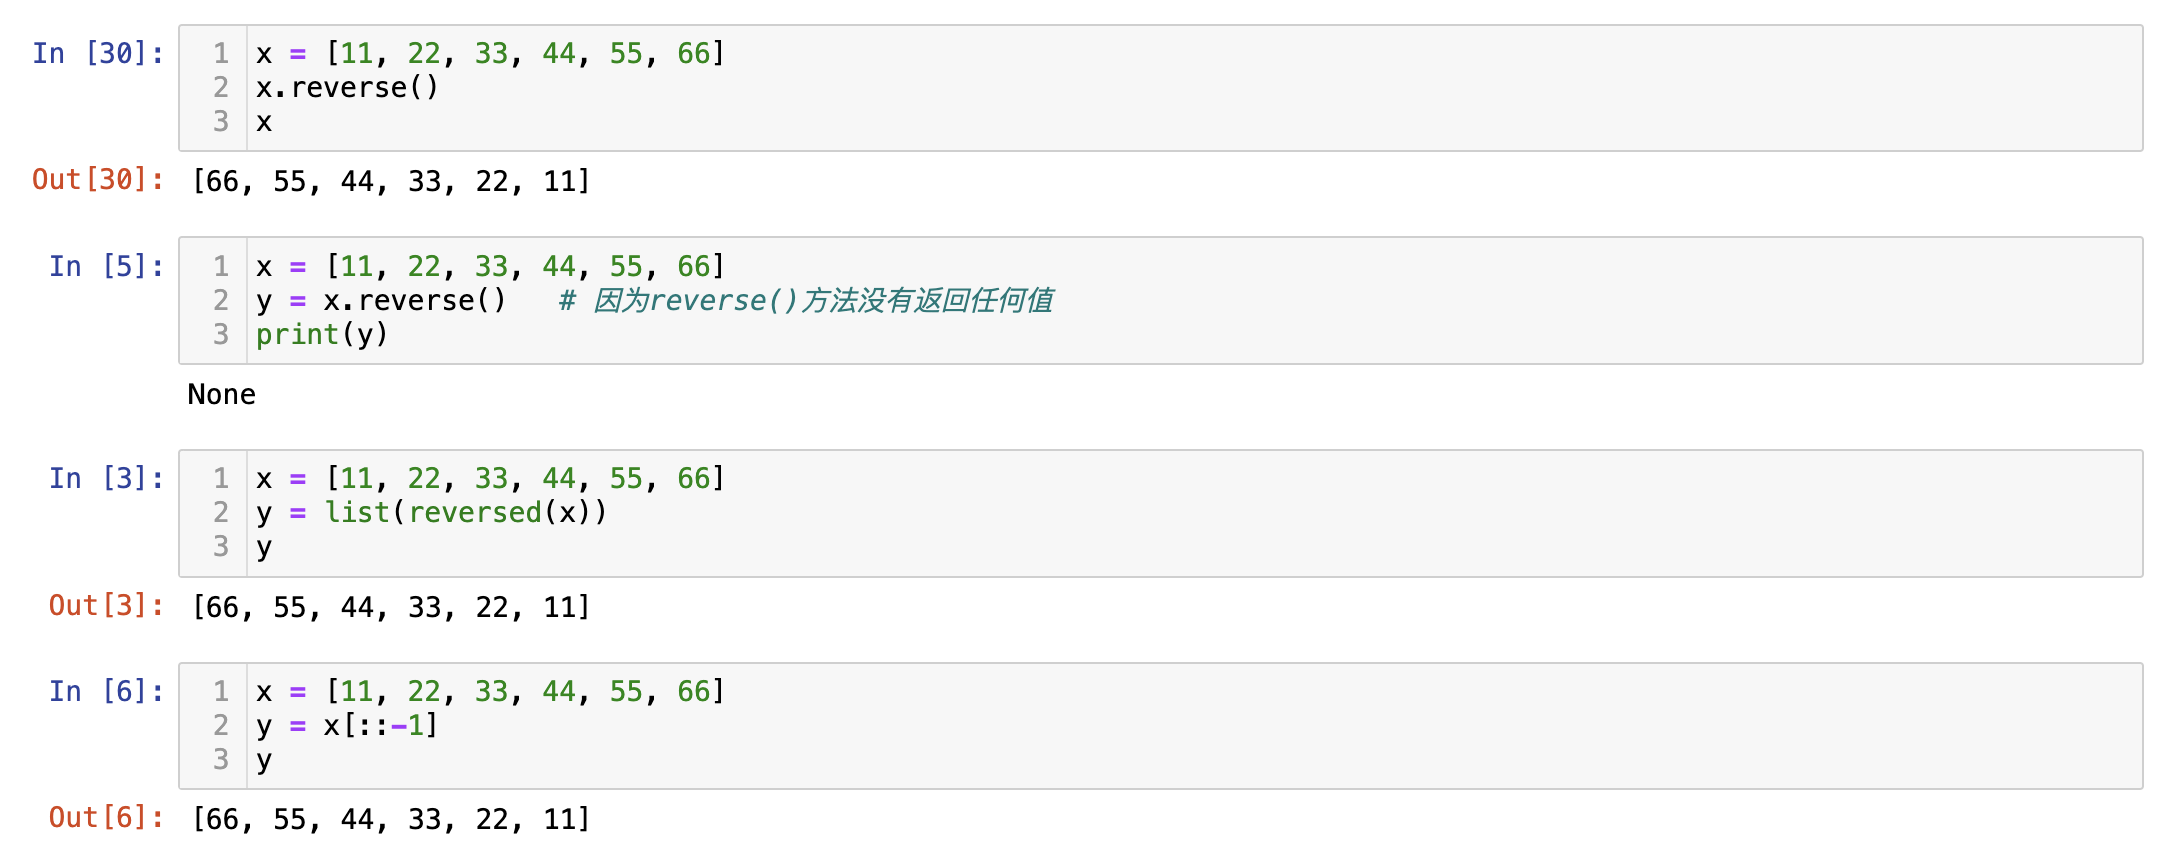 In [30]:
1 x = [11, 22, 33, 44, 55, 66]
2 x.reverse()
3 x
Out[30]: [66, 55, 44, 33, 22, 11]
In [5]:
1 x = [11, 22, 33, 44, 55, 66]
2 y = x.reverse()   # 因为reverse()方法没有返回任何值
3 print(y)
None
In [3]:
1 x = [11, 22, 33, 44, 55, 66]
2 y = list(reversed(x))
3 y
Out[3]: [66, 55, 44, 33, 22, 11]
In [6]:
1 x = [11, 22, 33, 44, 55, 66]
2 y = x[::-1]
3 y
Out[6]: [66, 55, 44, 33, 22, 11]